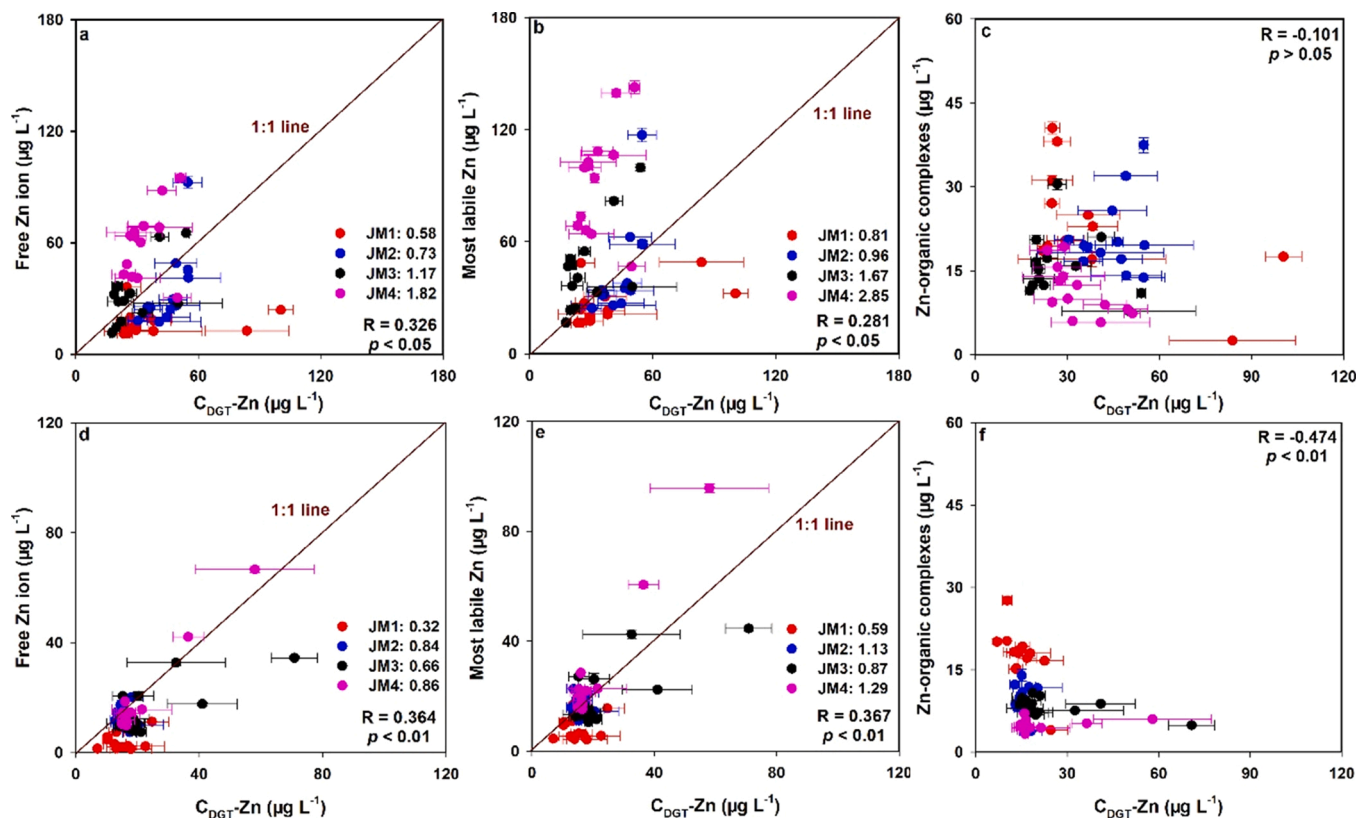 a
Free Zn ion (µg L⁻¹)
180
120
60
0
0 60 120 180
1:1 line
JM1: 0.58
JM2: 0.73
JM3: 1.17
JM4: 1.82
R = 0.326
p < 0.05
C_DGT-Zn (µg L⁻¹)
b
Most labile Zn (µg L⁻¹)
180
120
60
0
0 60 120 180
1:1 line
JM1: 0.81
JM2: 0.96
JM3: 1.67
JM4: 2.85
R = 0.281
p < 0.05
C_DGT-Zn (µg L⁻¹)
c
Zn-organic complexes (µg L⁻¹)
60
45
30
15
0
0 30 60 90 120
R = -0.101
p > 0.05
C_DGT-Zn (µg L⁻¹)
d
Free Zn ion (µg L⁻¹)
120
80
40
0
0 40 80 120
1:1 line
JM1: 0.32
JM2: 0.84
JM3: 0.66
JM4: 0.86
R = 0.364
p < 0.01
C_DGT-Zn (µg L⁻¹)
e
Most labile Zn (µg L⁻¹)
120
80
40
0
0 40 80 120
1:1 line
JM1: 0.59
JM2: 1.13
JM3: 0.87
JM4: 1.29
R = 0.367
p < 0.01
C_DGT-Zn (µg L⁻¹)
f
Zn-organic complexes (µg L⁻¹)
60
45
30
15
0
0 30 60 90 120
R = -0.474
p < 0.01
C_DGT-Zn (µg L⁻¹)